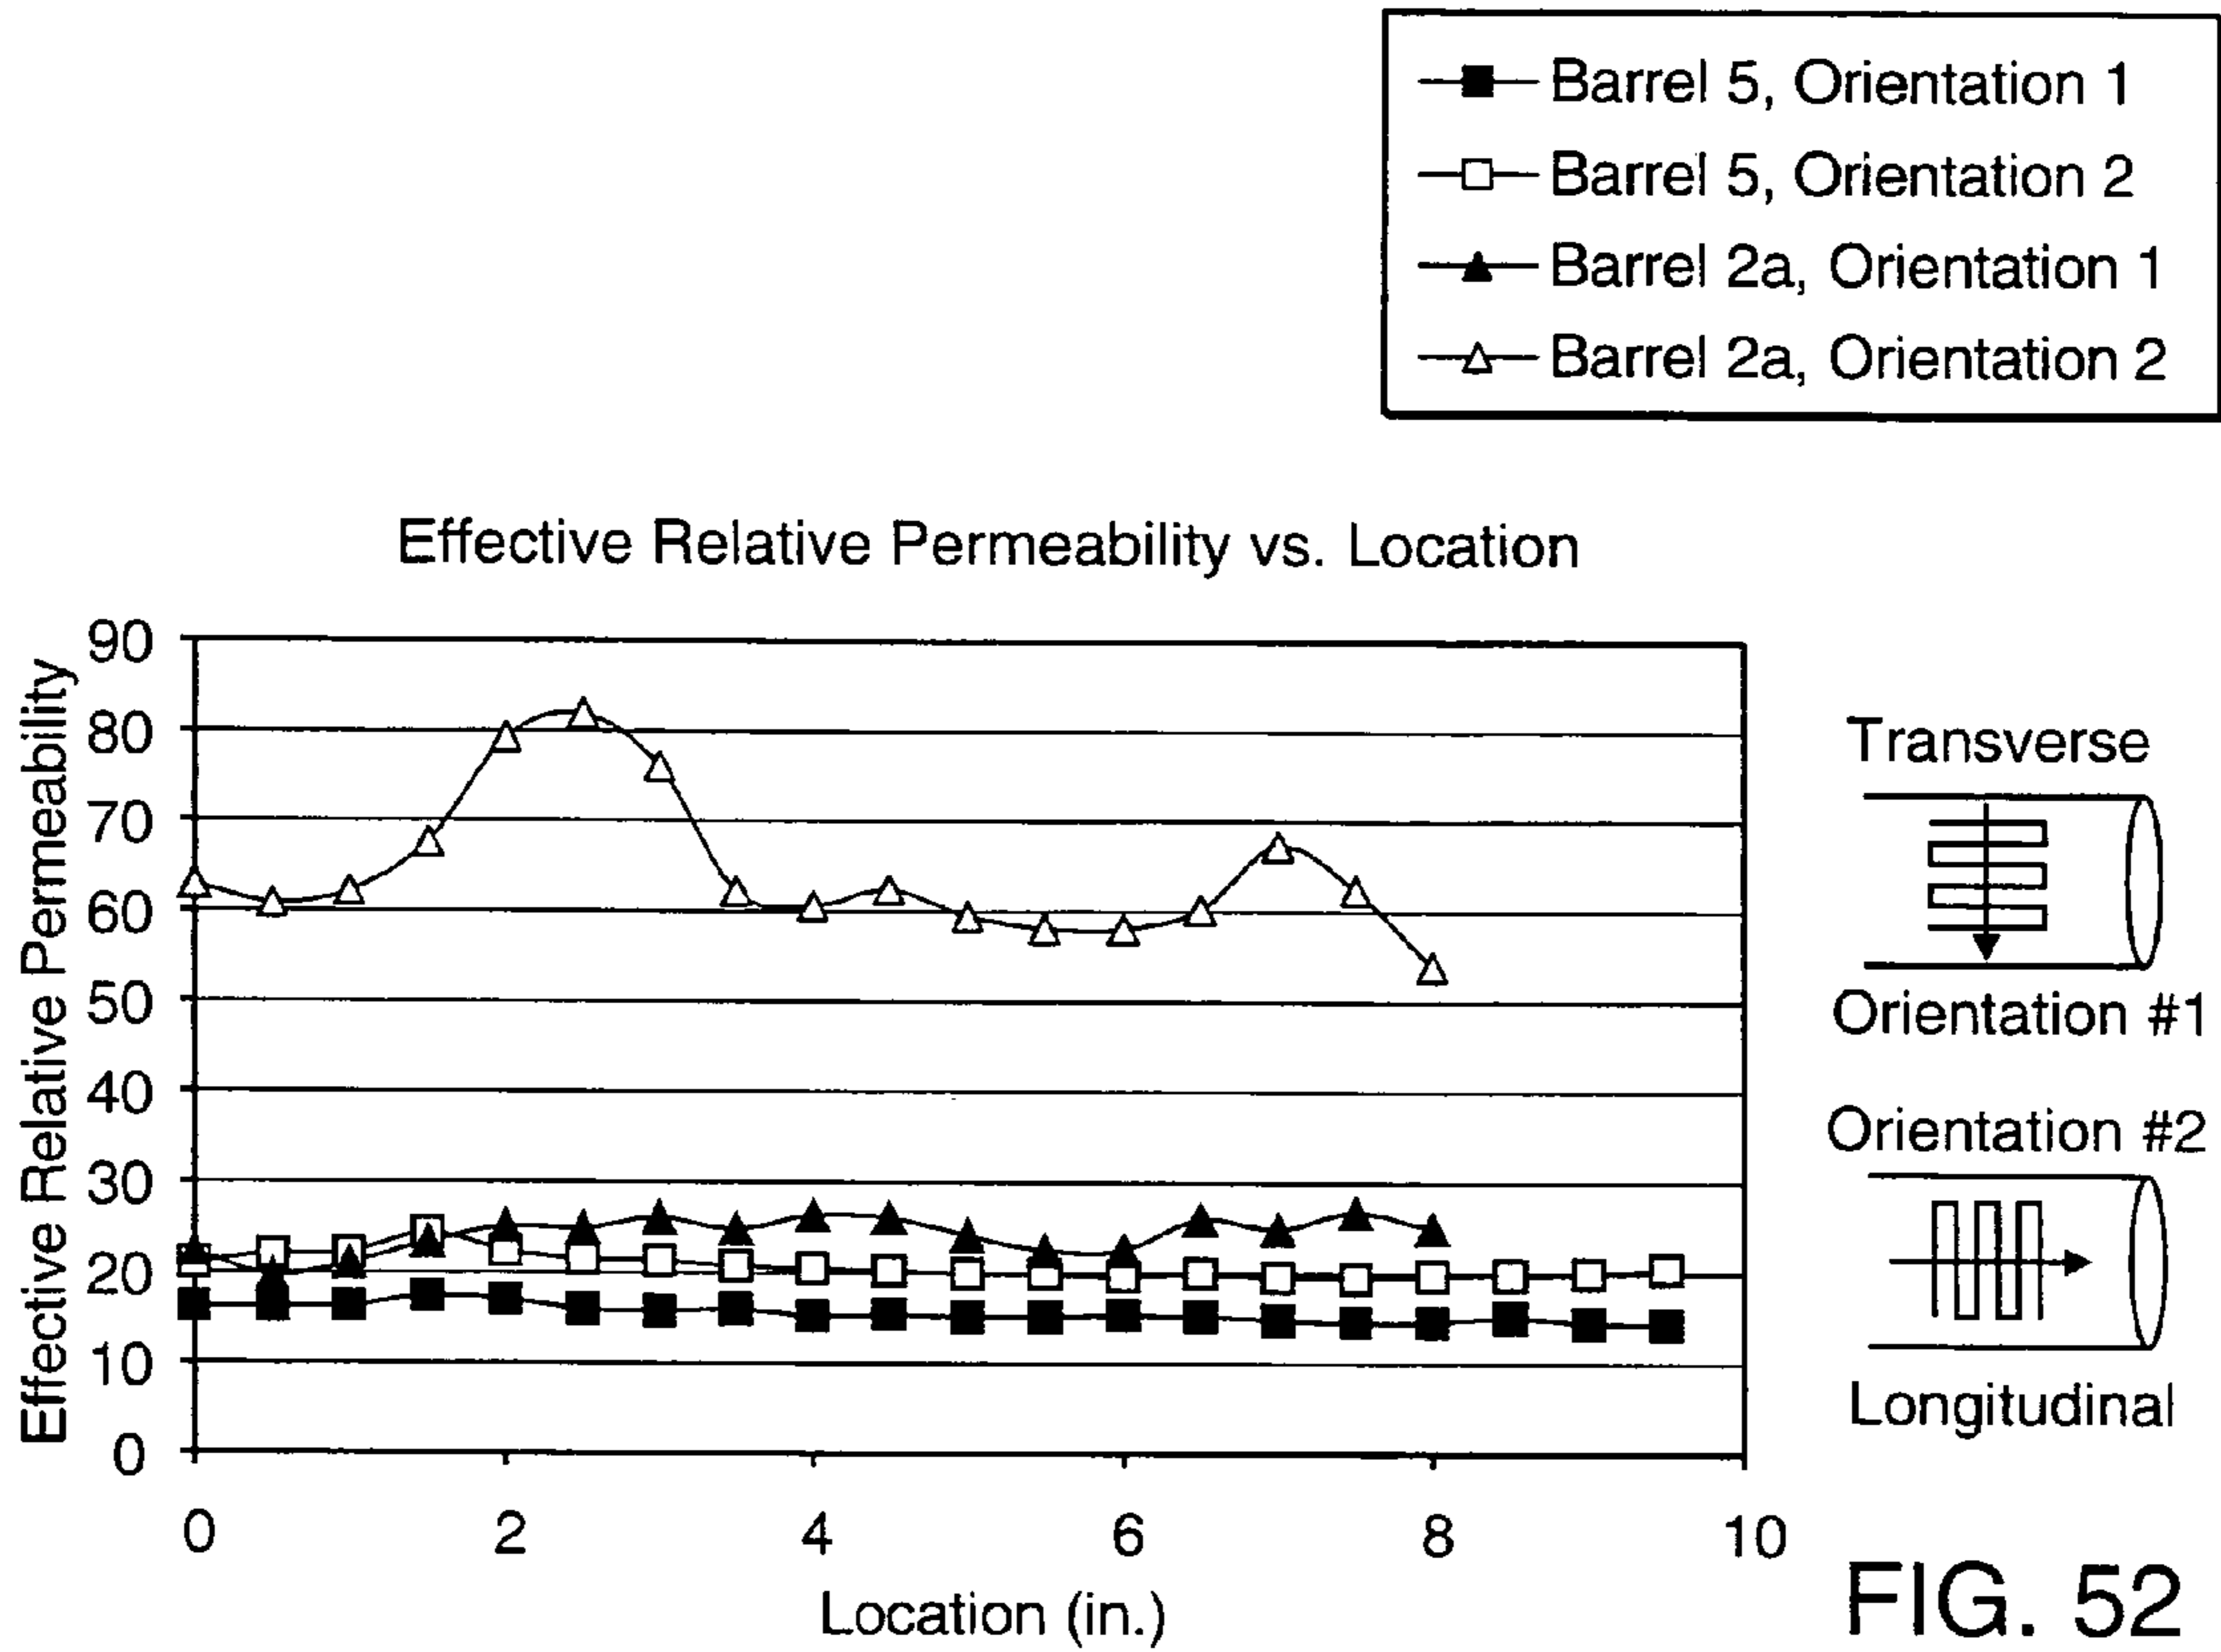 Barrel 5, Orientation 1
Barrel 5, Orientation 2
Barrel 2a, Orientation 1
Barrel 2a, Orientation 2
Effective Relative Permeability vs. Location
Effective Relative Permeability
90
80
70
60
50
40
30
20
10
0
0 2 4 6 8 10
Location (in.)
Transverse
Orientation #1
Orientation #2
Longitudinal
FIG. 52